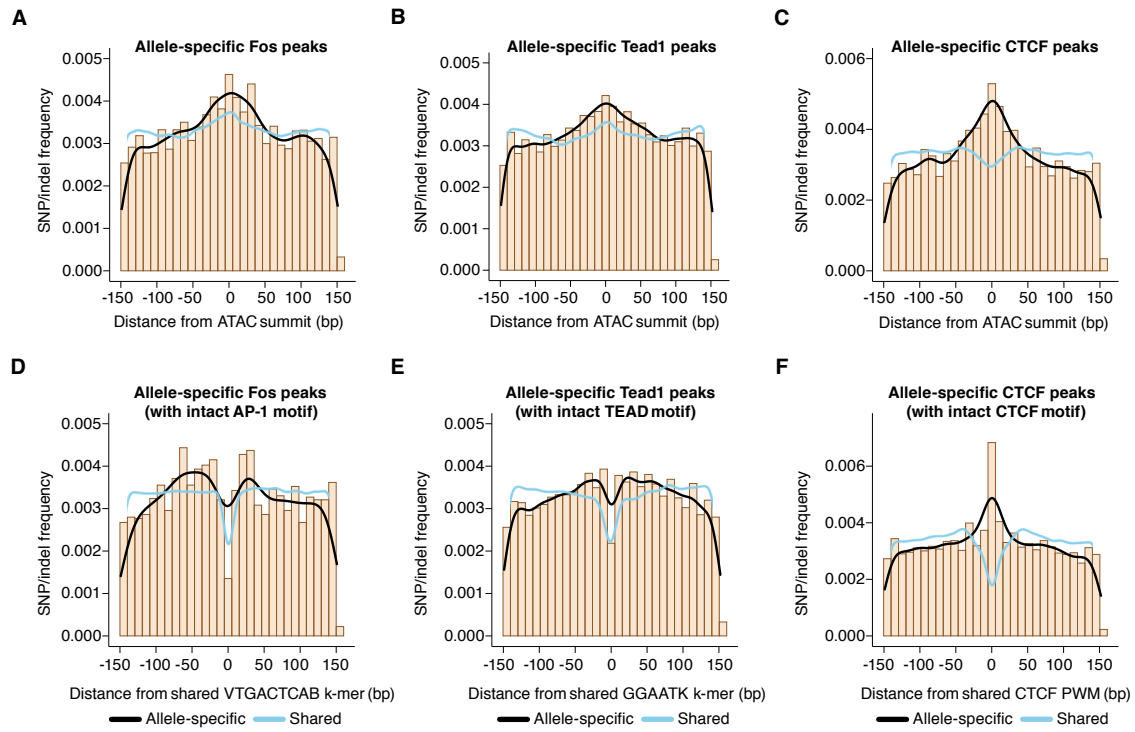 A
Allele-specific Fos peaks
SNP/indel frequency
0.005
0.004
0.003
0.002
0.001
0.000
-150 -100 -50 0 50 100 150
Distance from ATAC summit (bp)
B
Allele-specific Tead1 peaks
SNP/indel frequency
0.005
0.004
0.003
0.002
0.001
0.000
-150 -100 -50 0 50 100 150
Distance from ATAC summit (bp)
C
Allele-specific CTCF peaks
SNP/indel frequency
0.006
0.004
0.002
0.000
-150 -100 -50 0 50 100 150
Distance from ATAC summit (bp)
D
Allele-specific Fos peaks
(with intact AP-1 motif)
SNP/indel frequency
0.005
0.004
0.003
0.002
0.001
0.000
-150 -100 -50 0 50 100 150
Distance from shared VTGACTCAB k-mer (bp)
Allele-specific Shared
E
Allele-specific Tead1 peaks
(with intact TEAD motif)
SNP/indel frequency
0.005
0.004
0.003
0.002
0.001
0.000
-150 -100 -50 0 50 100 150
Distance from shared GGAATK k-mer (bp)
Allele-specific Shared
F
Allele-specific CTCF peaks
(with intact CTCF motif)
SNP/indel frequency
0.006
0.004
0.002
0.000
-150 -100 -50 0 50 100 150
Distance from shared CTCF PWM (bp)
Allele-specific Shared